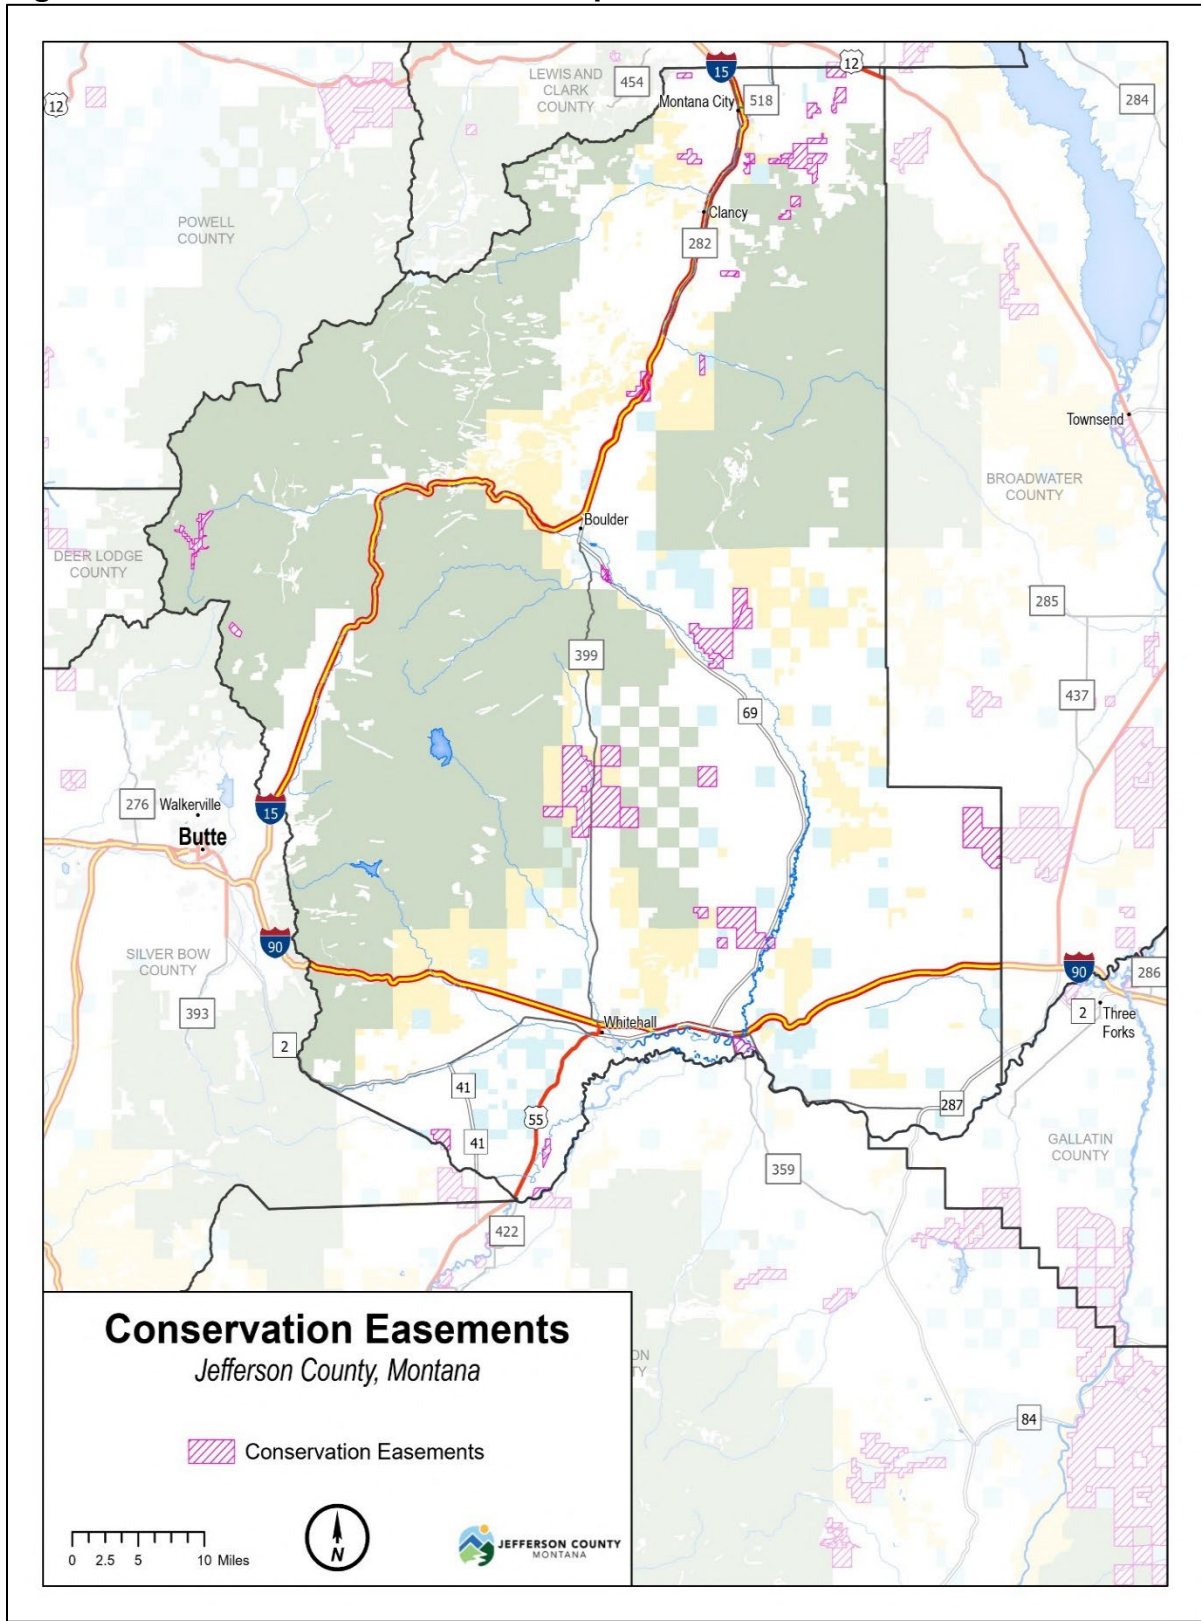 12
LEWIS AND
CLARK
COUNTY
454
15
12
Montana City
518
284
POWELL
COUNTY
Clancy
282
Townsend
BROADWATER
COUNTY
Boulder
DEER LODGE
COUNTY
285
399
437
69
276
Walkerville
15
Butte
90
SILVER BOW
COUNTY
90
286
393
2
Three
Forks
Whitehall
2
41
287
55
41
GALLATIN
COUNTY
359
422
84
Conservation Easements
Jefferson County, Montana
Conservation Easements
0 2.5 5 10 Miles
N
JEFFERSON COUNTY
MONTANA